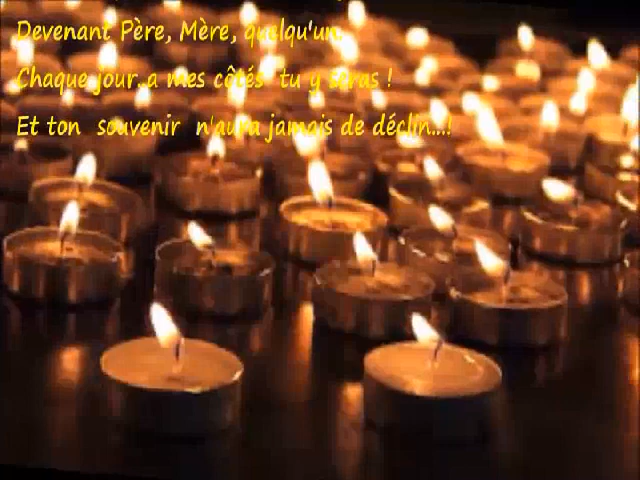 Devenant Père, Mère, quelqu'un.
Chaque jour..a mes côtés tu y seras !
Et ton souvenir n'aura jamais de déclin...!